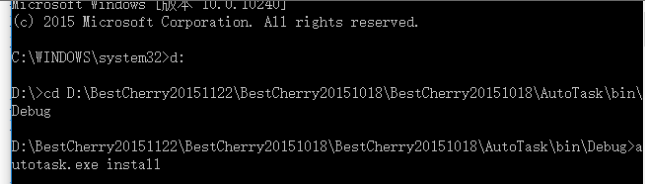 Microsoft Windows [版本 10.0.10240]
(c) 2015 Microsoft Corporation. All rights reserved.
C:\WINDOWS\system32>d:
D:\>cd D:\BestCherry20151122\BestCherry20151018\BestCherry20151018\AutoTask\bin\
Debug
D:\BestCherry20151122\BestCherry20151018\BestCherry20151018\AutoTask\bin\Debug>a
utotask.exe install